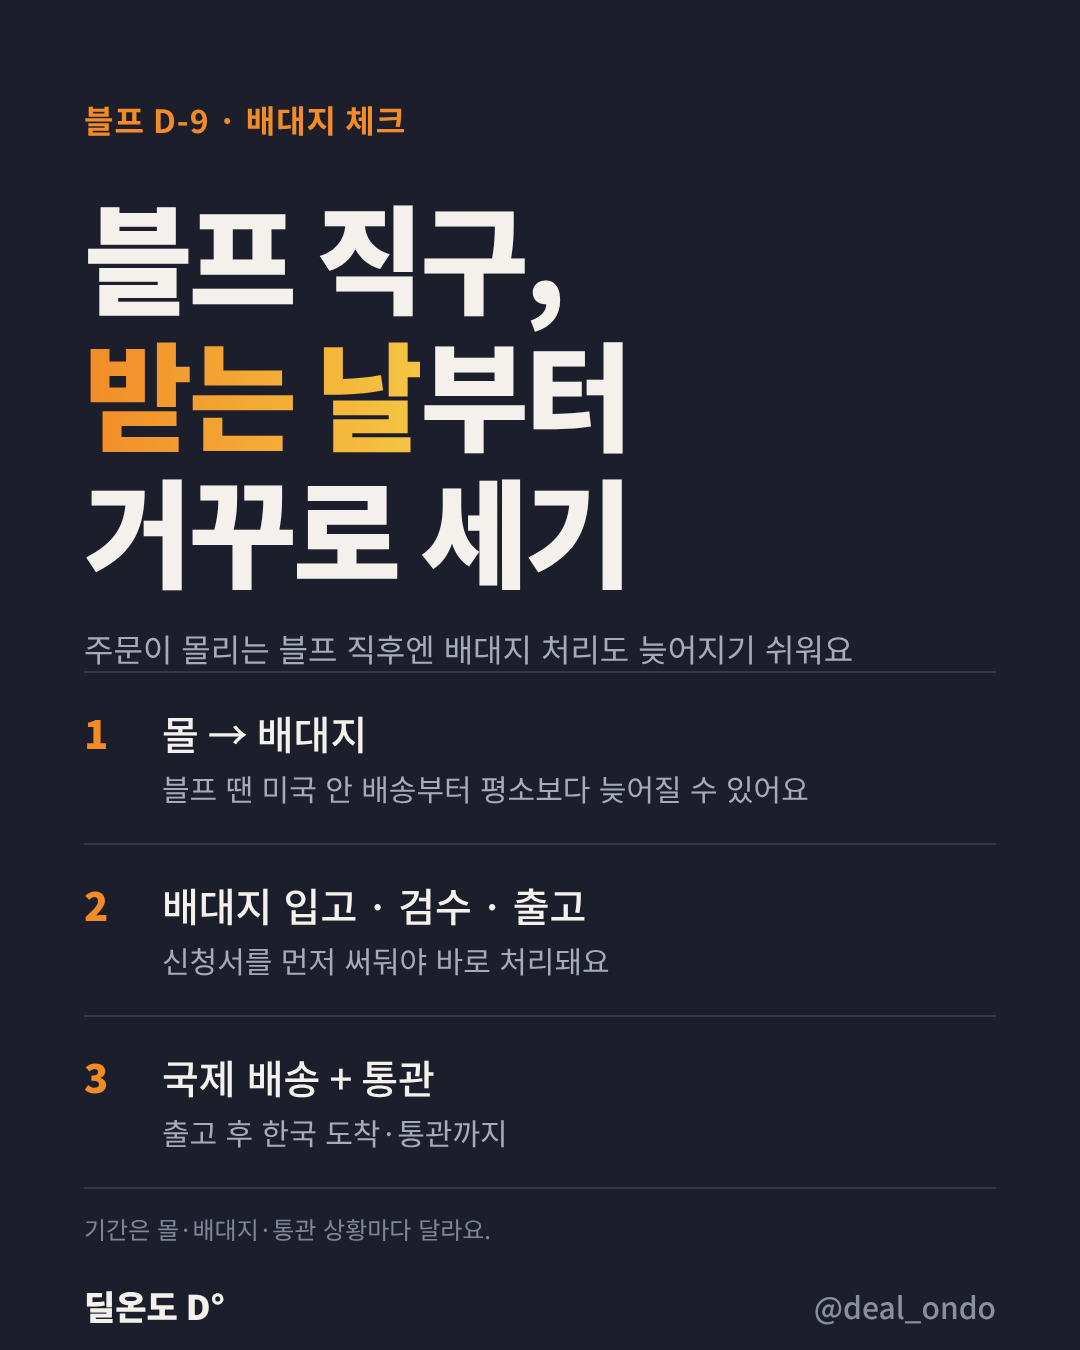 블프 D-9 · 배대지 체크
블프 직구,
받는 날부터
거꾸로 세기
주문이 몰리는 블프 직후엔 배대지 처리도 늦어지기 쉬워요
1 몰 → 배대지
블프 땐 미국 안 배송부터 평소보다 늦어질 수 있어요
2 배대지 입고 · 검수 · 출고
신청서를 먼저 써둬야 바로 처리돼요
3 국제 배송 + 통관
출고 후 한국 도착·통관까지
기간은 몰·배대지·통관 상황마다 달라요.
딜온도 D°
@deal_ondo